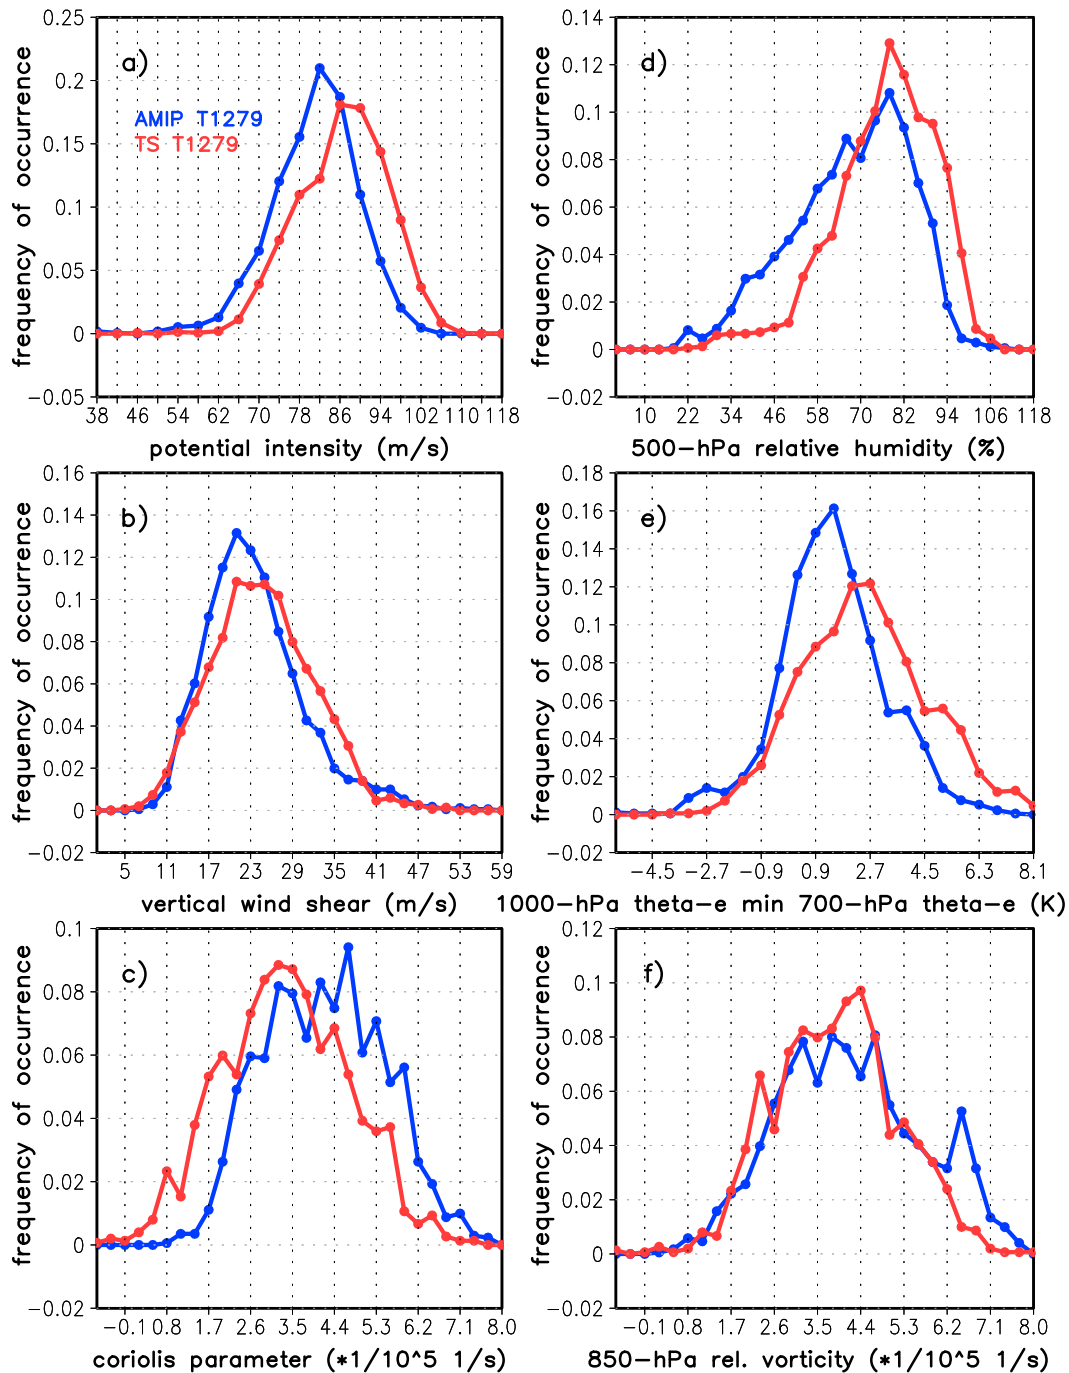 a)
AMIP T1279
TS T1279
frequency of occurrence
0.25
0.2
0.15
0.1
0.05
0
−0.05
38 46 54 62 70 78 86 94 102 110 118
potential intensity (m/s)
d)
frequency of occurrence
0.14
0.12
0.1
0.08
0.06
0.04
0.02
0
−0.02
10 22 34 46 58 70 82 94 106 118
500−hPa relative humidity (%)
b)
frequency of occurrence
0.16
0.14
0.12
0.1
0.08
0.06
0.04
0.02
0
−0.02
5 11 17 23 29 35 41 47 53 59
vertical wind shear (m/s)
e)
frequency of occurrence
0.18
0.16
0.14
0.12
0.1
0.08
0.06
0.04
0.02
0
−0.02
−4.5 −2.7 −0.9 0.9 2.7 4.5 6.3 8.1
1000−hPa theta−e min 700−hPa theta−e (K)
c)
frequency of occurrence
0.1
0.08
0.06
0.04
0.02
0
−0.02
−0.1 0.8 1.7 2.6 3.5 4.4 5.3 6.2 7.1 8.0
coriolis parameter (*1/10^5 1/s)
f)
frequency of occurrence
0.12
0.1
0.08
0.06
0.04
0.02
0
−0.02
−0.1 0.8 1.7 2.6 3.5 4.4 5.3 6.2 7.1 8.0
850−hPa rel. vorticity (*1/10^5 1/s)